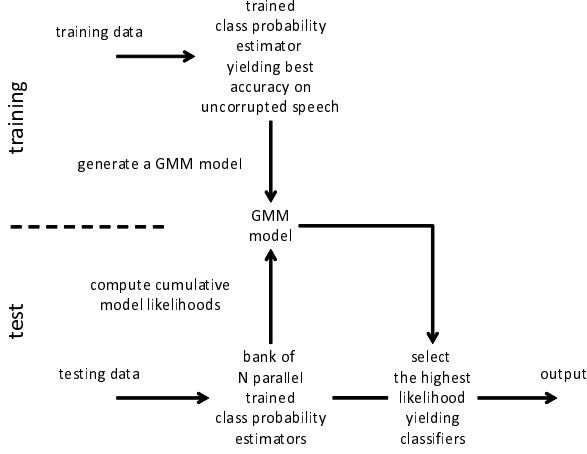 training data
trained
class probability
estimator
yielding best
accuracy on
uncorrupted speech
training
generate a GMM model
GMM
model
compute cumulative
model likelihoods
test
testing data
bank of
N parallel
trained
class probability
estimators
select
the highest
likelihood
yielding
classifiers
output